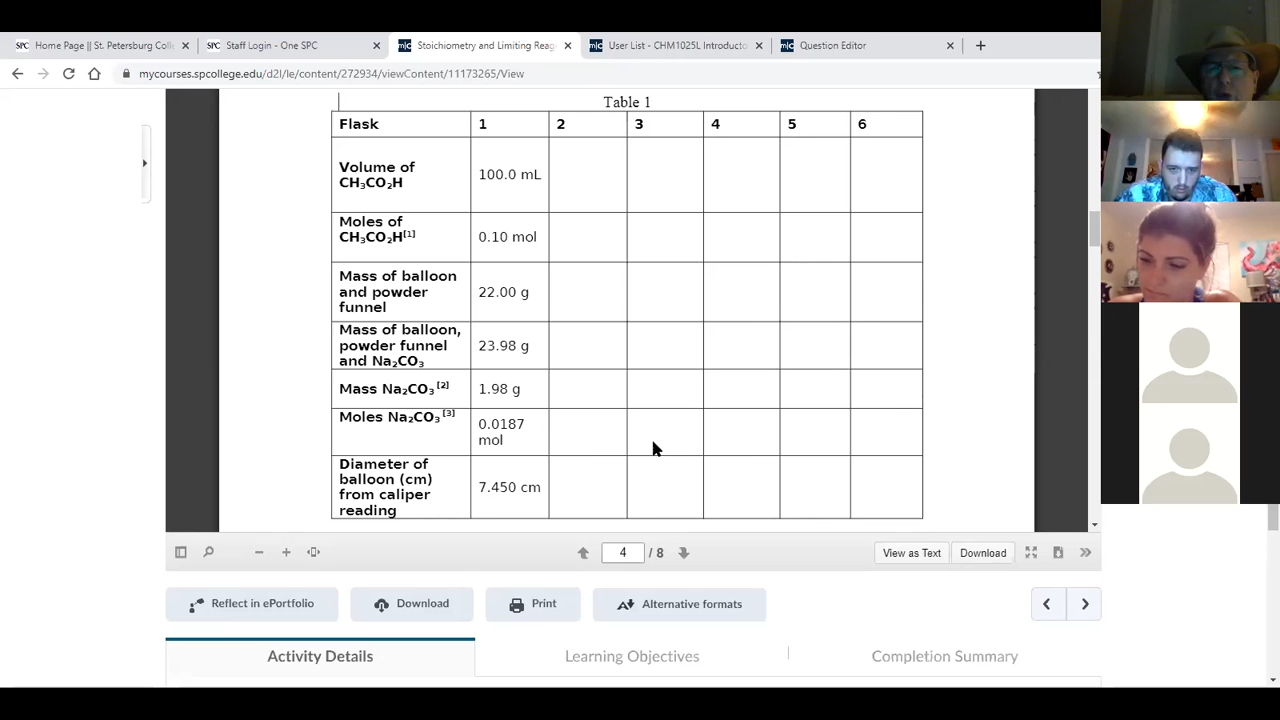 Home Page || St. Petersburg Coll
Staff Login - One SPC
Stoichiometry and Limiting Reag
User List - CHM1025L Introducto
Question Editor
mycourses.spcollege.edu/d2l/le/content/272934/viewContent/11173265/View
Table 1
Flask 1 2 3 4 5 6
Volume of
CH₃CO₂H
100.0 mL
Moles of
CH₃CO₂H[1]
0.10 mol
Mass of balloon
and powder
funnel
22.00 g
Mass of balloon,
powder funnel
and Na₂CO₃
23.98 g
Mass Na₂CO₃ [2] 1.98 g
Moles Na₂CO₃ [3]
0.0187
mol
Diameter of
balloon (cm)
from caliper
reading
7.450 cm
4 / 8
View as Text
Download
Reflect in ePortfolio
Download
Print
Alternative formats
Activity Details
Learning Objectives
Completion Summary